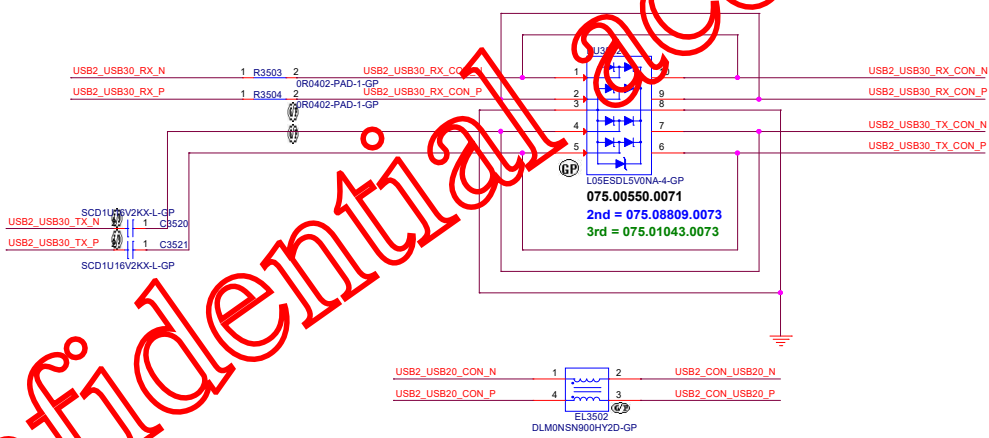 USB2_USB30_RX_N 1 R3503 2 USB2_USB30_RX_CON_N 1 USB2_USB30_RX_CON_N
0R0402-PAD-1-GP
USB2_USB30_RX_P 1 R3504 2 USB2_USB30_RX_CON_P 2 9 USB2_USB30_RX_CON_P
0R0402-PAD-1-GP
3 8
4 7 USB2_USB30_TX_CON_N
5 6 USB2_USB30_TX_CON_P
GP
L05ESDL5V0NA-4-GP
075.00550.0071
2nd = 075.08809.0073
3rd = 075.01043.0073
SCD1U16V2KX-L-GP
USB2_USB30_TX_N 1 C3520
USB2_USB30_TX_P 1 C3521
SCD1U16V2KX-L-GP
USB2_USB20_CON_N 1 2 USB2_CON_USB20_N
USB2_USB20_CON_P 4 3 USB2_CON_USB20_P
EL3502
DLM0NSN900HY2D-GP
fidential